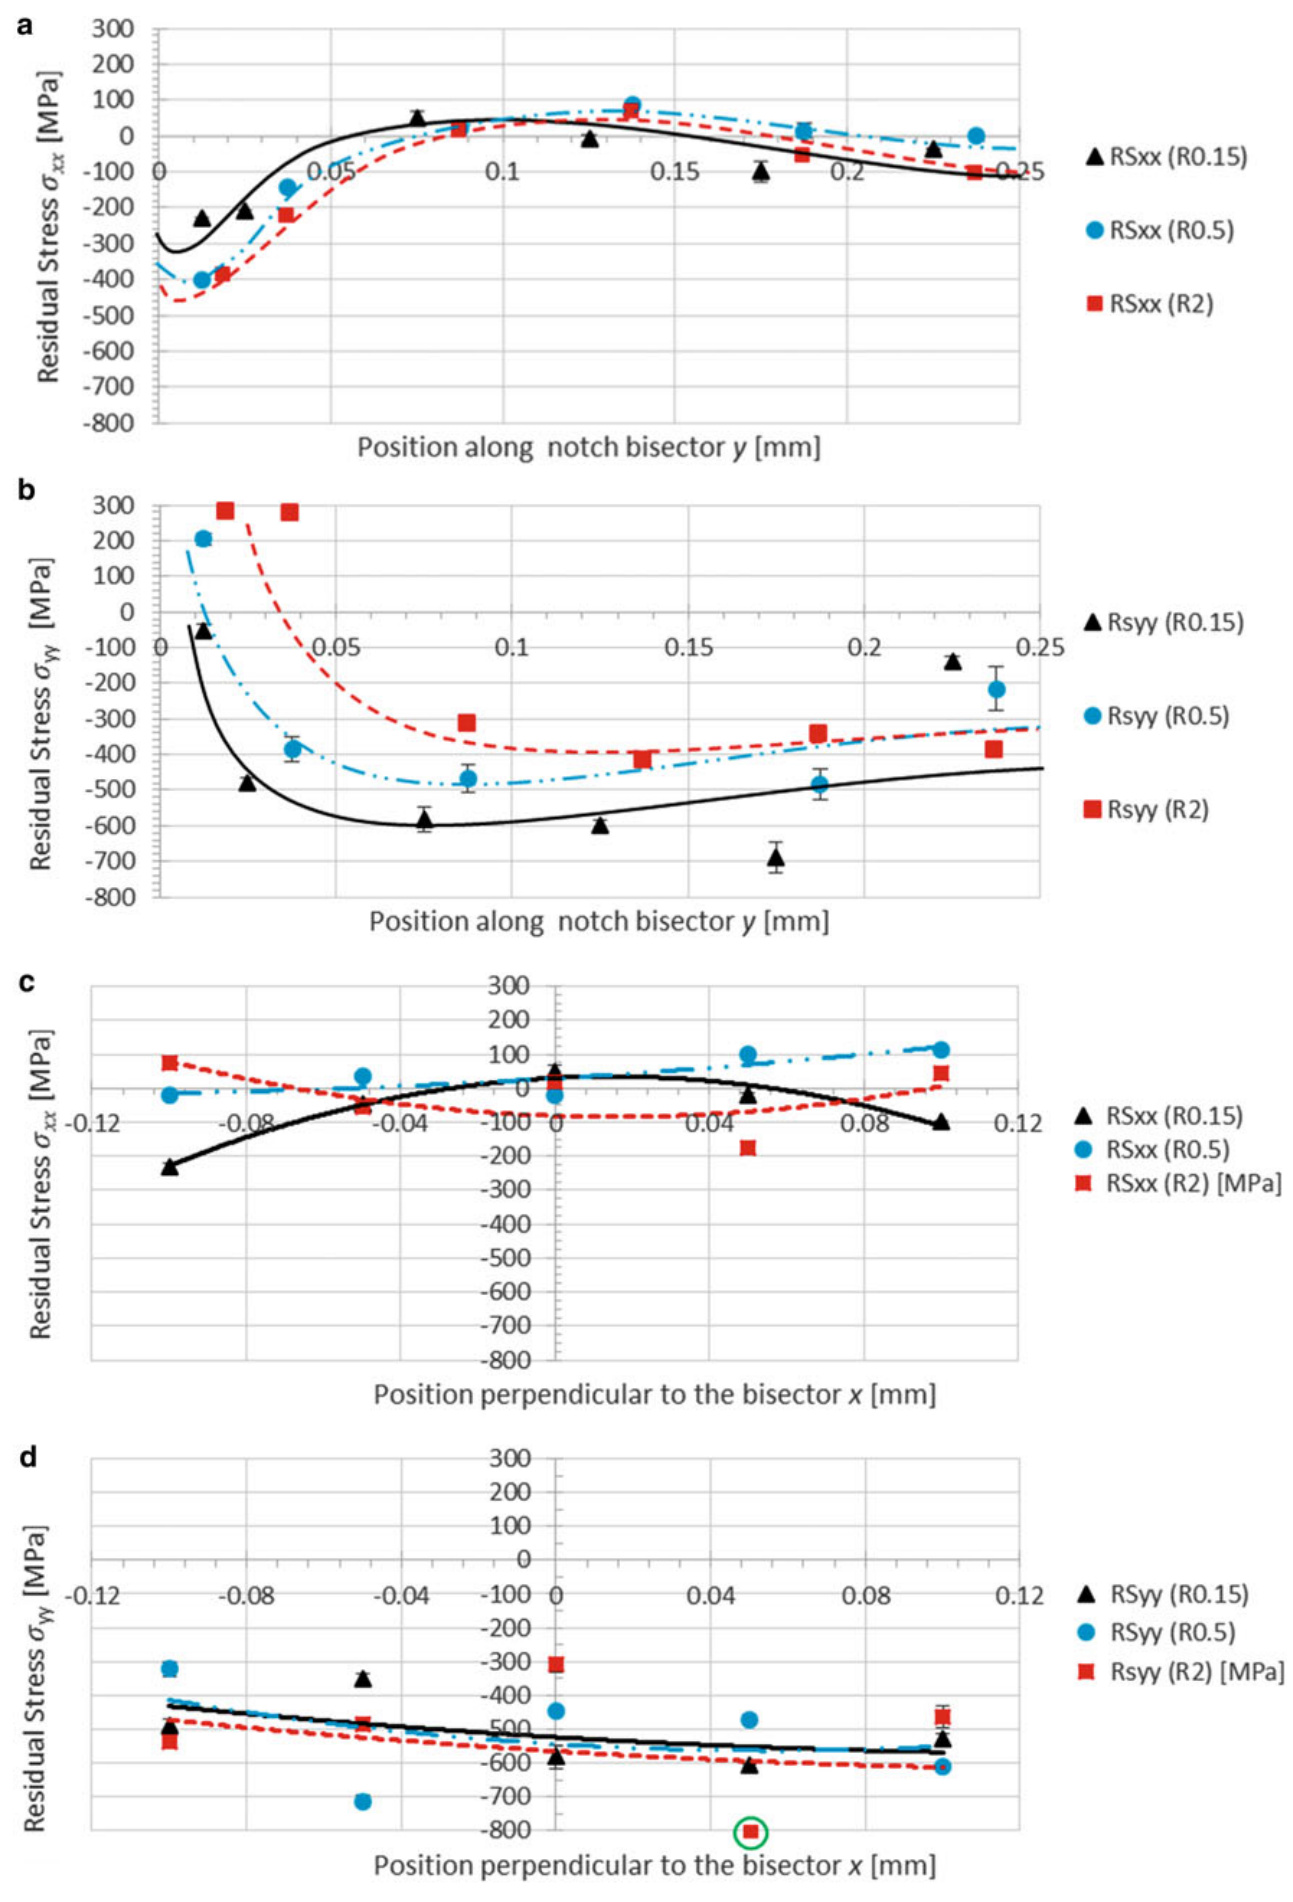 a
300
200
100
0
-100
-200
-300
-400
-500
-600
-700
-800
0 0.05 0.1 0.15 0.2 0.25
Residual Stress σxx [MPa]
Position along notch bisector y [mm]
RSxx (R0.15)
RSxx (R0.5)
RSxx (R2)
b
300
200
100
0
-100
-200
-300
-400
-500
-600
-700
-800
0 0.05 0.1 0.15 0.2 0.25
Residual Stress σyy [MPa]
Position along notch bisector y [mm]
Rsyy (R0.15)
Rsyy (R0.5)
Rsyy (R2)
c
300
200
100
0
-100
-200
-300
-400
-500
-600
-700
-800
-0.12 -0.08 -0.04 0 0.04 0.08 0.12
Residual Stress σxx [MPa]
Position perpendicular to the bisector x [mm]
RSxx (R0.15)
RSxx (R0.5)
RSxx (R2) [MPa]
d
300
200
100
0
-100
-200
-300
-400
-500
-600
-700
-800
-0.12 -0.08 -0.04 0 0.04 0.08 0.12
Residual Stress σyy [MPa]
Position perpendicular to the bisector x [mm]
RSyy (R0.15)
RSyy (R0.5)
Rsyy (R2) [MPa]